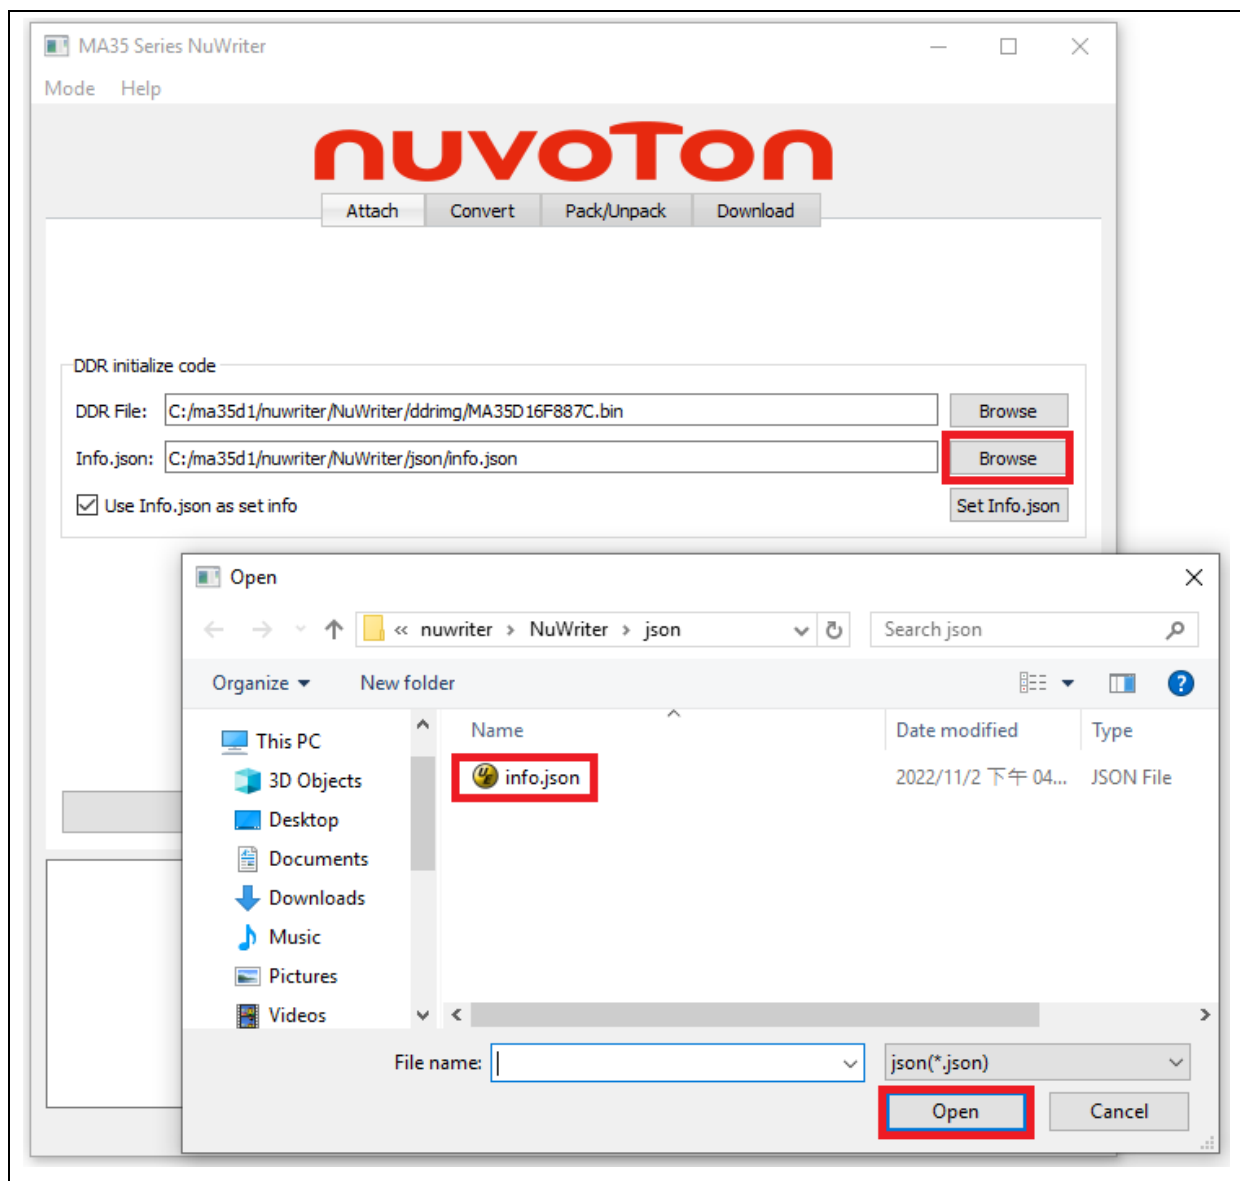 MA35 Series NuWriter
Mode Help
nuvoTon
Attach Convert Pack/Unpack Download
DDR initialize code
DDR File: C:/ma35d1/nuwriter/NuWriter/ddrimg/MA35D16F887C.bin Browse
Info.json: C:/ma35d1/nuwriter/NuWriter/json/info.json Browse
Use Info.json as set info Set Info.json
Open
« nuwriter > NuWriter > json Search json
Organize New folder
This PC Name Date modified Type
3D Objects info.json 2022/11/2 下午 04... JSON File
Desktop
Documents
Downloads
Music
Pictures
Videos
File name: json(*.json)
Open Cancel